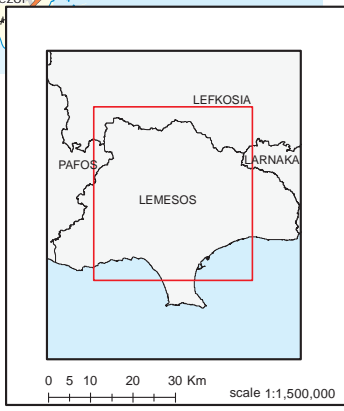 LEFKOSIA
PAFOS
LARNAKA
LEMESOS
0 5 10 20 30 Km
scale 1:1,500,000